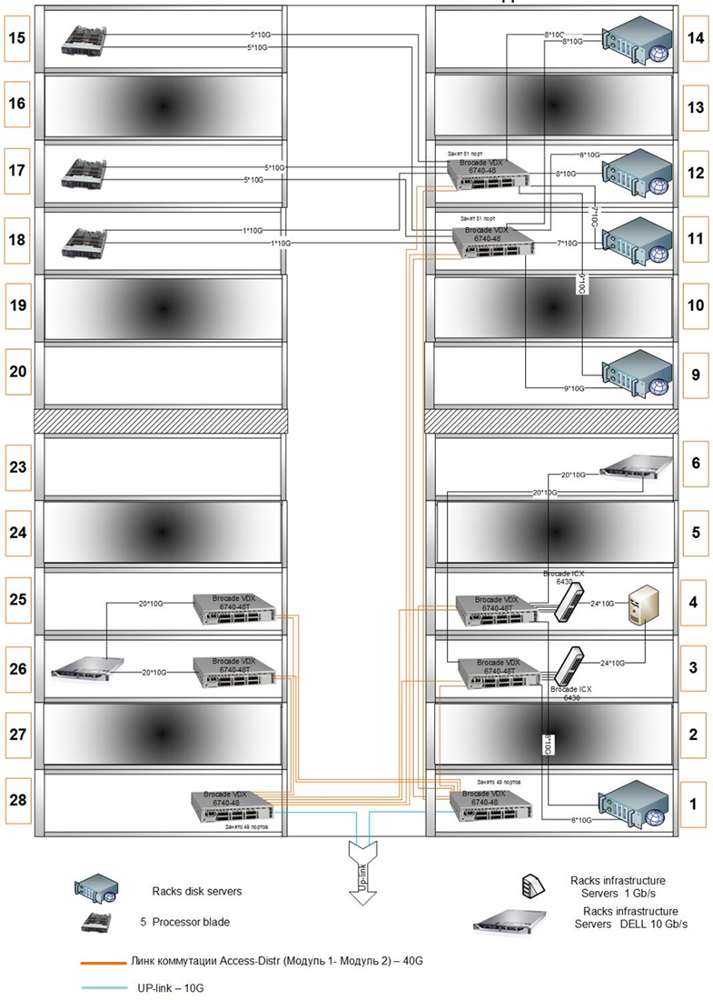 15
5*10G
5*10G
8*10G
8*10G
14
16
13
17
5*10G
5*10G
Занят 51 порт
Brocade VDX
6740-48
8*10G
8*10G
12
7*10G
18
1*10G
1*10G
Занят 51 порт
Brocade VDX
6740-48
7*10G
11
19
9*10G
10
20
9*10G
9
23
20*10G
20*10G
6
24
5
25
20*10G
Brocade VDX
6740-48T
Brocade VDX
6740-48T
Brocade ICX
6430
24*10G
4
26
20*10G
Brocade VDX
6740-48T
Brocade VDX
6740-48T
24*10G
Brocade ICX
6430
3
27
8*10G
2
28
Brocade VDX
6740-48
Занято 49 портов
Занято 49 портов
Brocade VDX
6740-48
8*10G
1
Up-link
Racks disk servers
Racks infrastructure
Servers 1 Gb/s
5 Processor blade
Racks infrastructure
Servers DELL 10 Gb/s
Линк коммутации Access-Distr (Модуль 1- Модуль 2) – 40G
UP-link – 10G